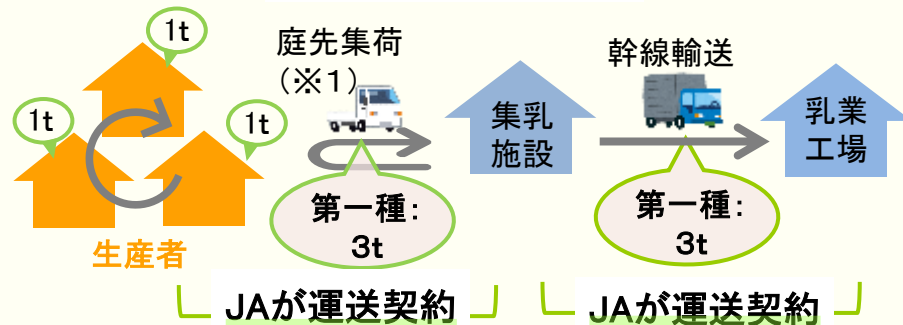 1t
1t
1t
生産者
庭先集荷
(※1)
第一種:
3t
集乳
施設
幹線輸送
第一種:
3t
乳業
工場
JAが運送契約
JAが運送契約